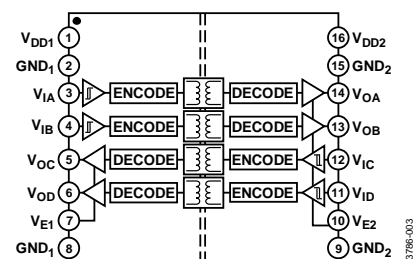 VDD1 1 16 VDD2
GND1 2 15 GND2
VIA 3 ENCODE DECODE 14 VOA
VIB 4 ENCODE DECODE 13 VOB
VOC 5 DECODE ENCODE 12 VIC
VOD 6 DECODE ENCODE 11 VID
VE1 7 10 VE2
GND1 8 9 GND2
3786-003